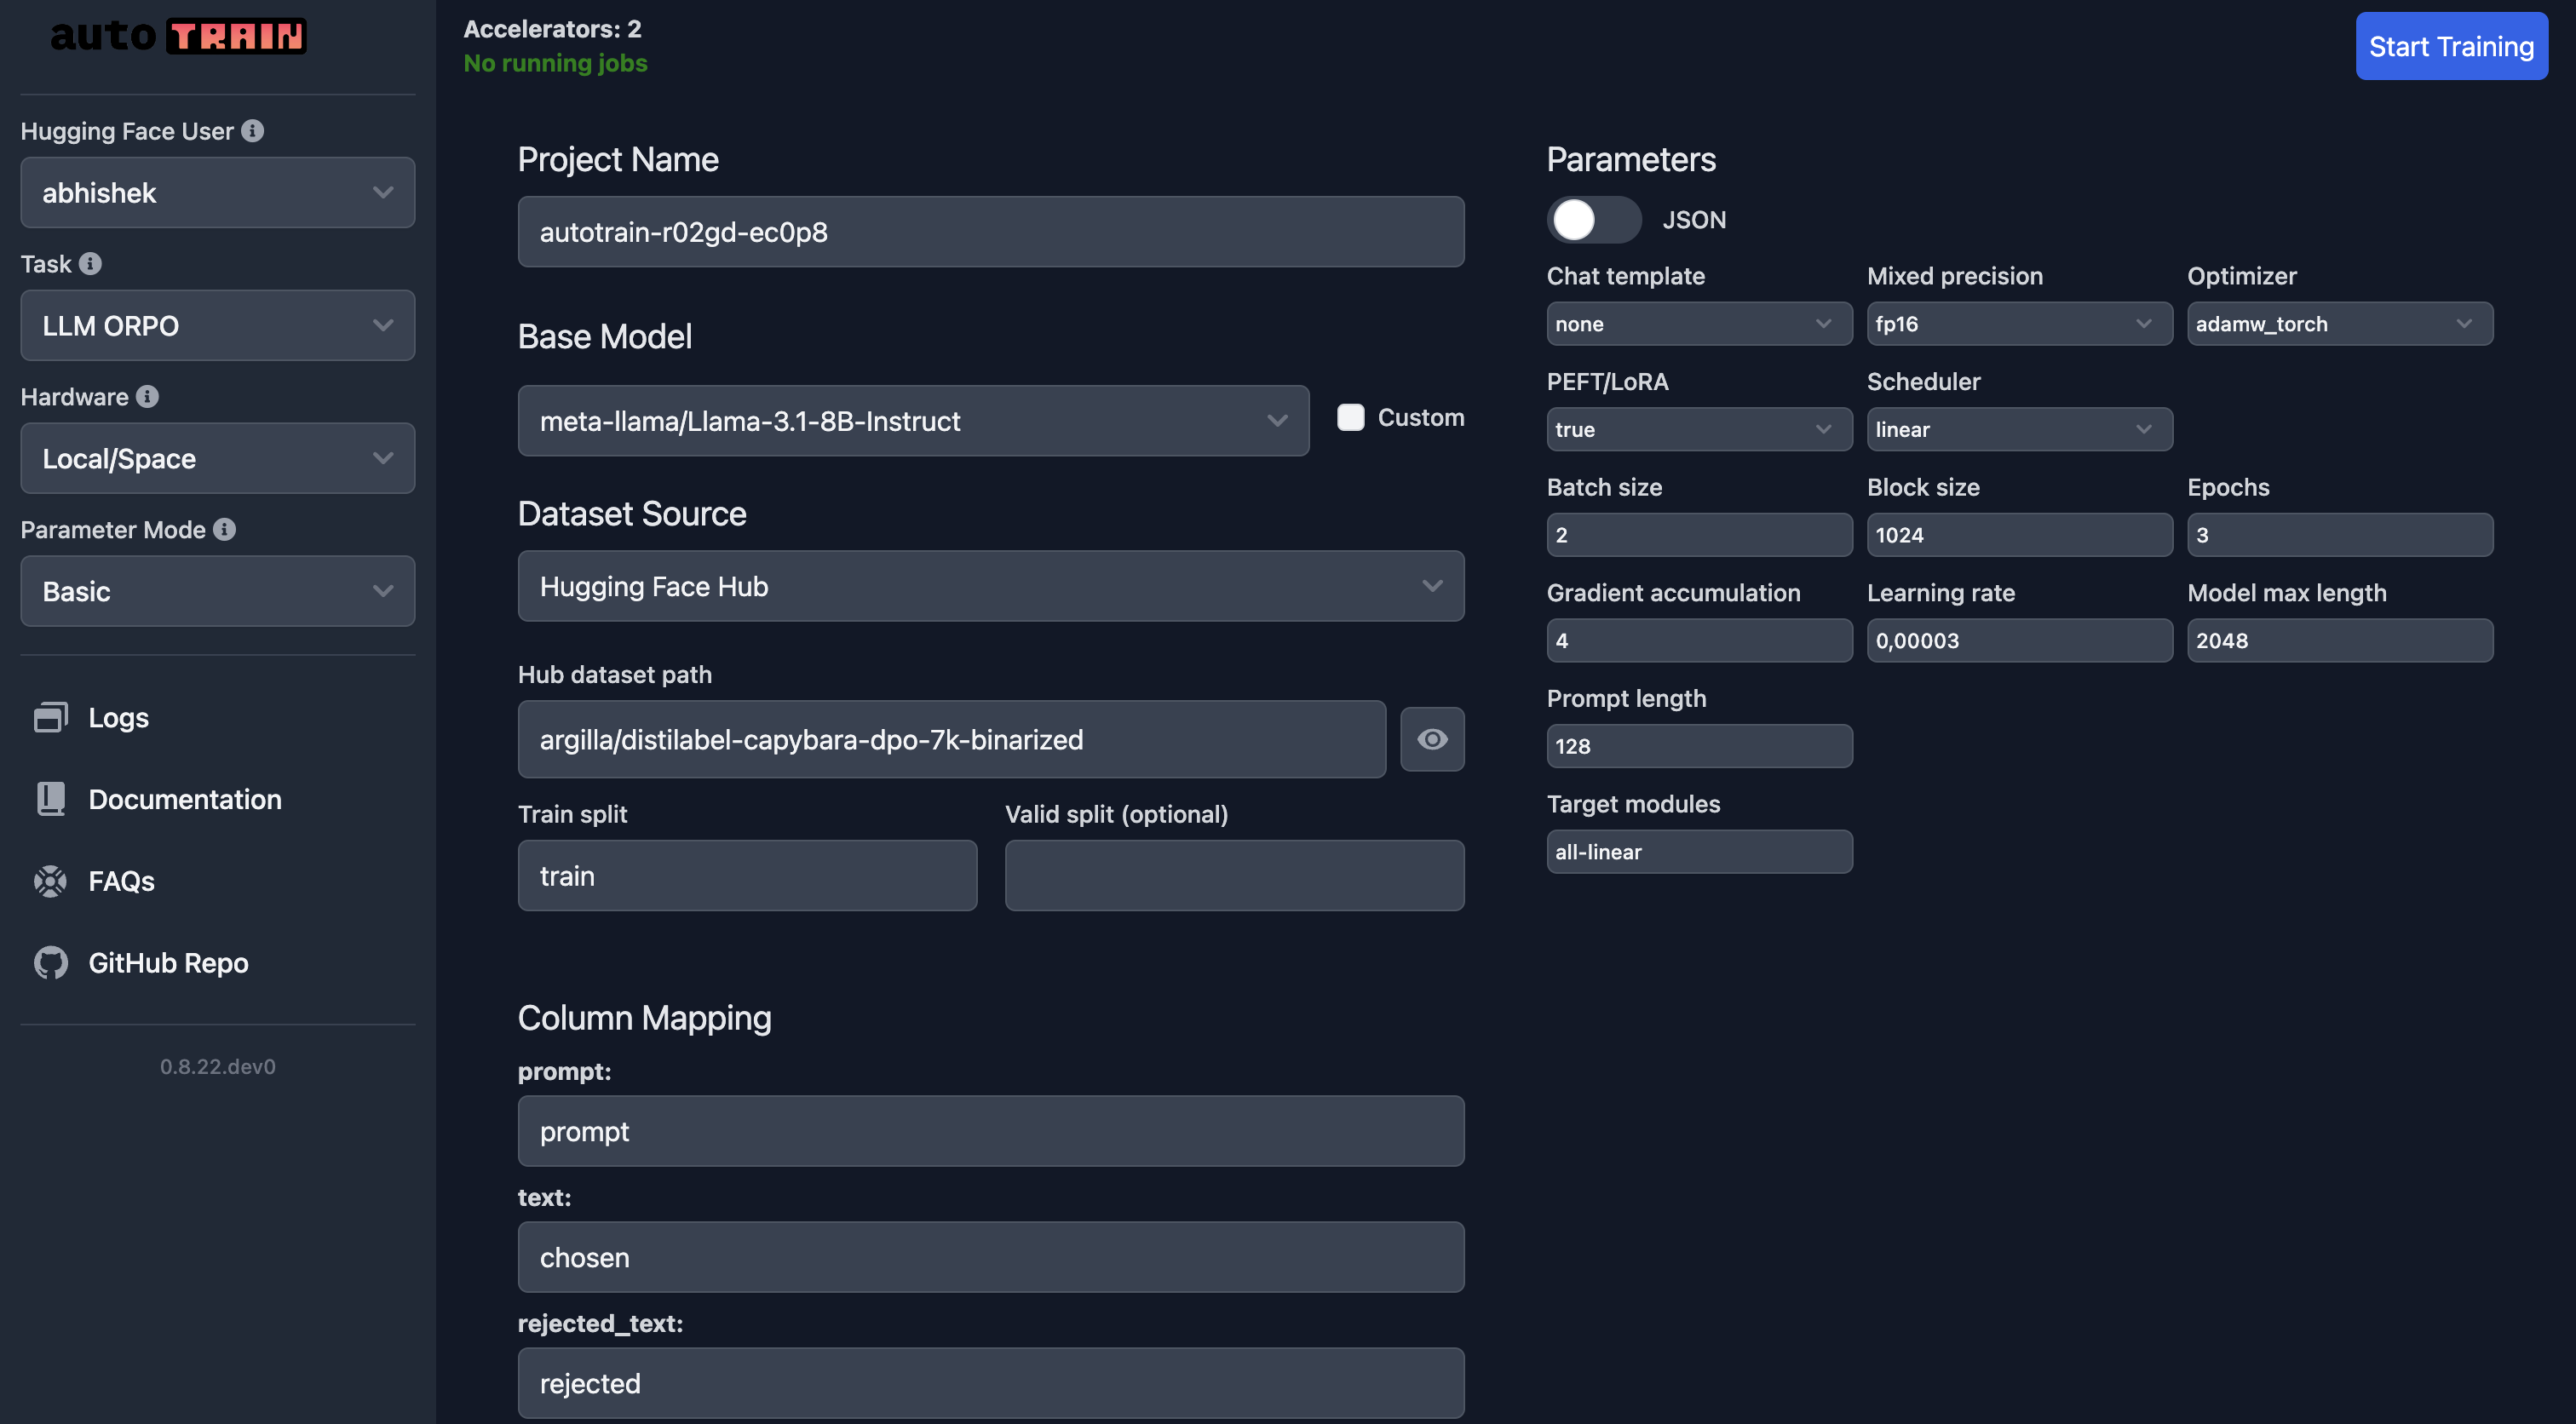 auto TRAIN
Hugging Face User
abhishek
Task
LLM ORPO
Hardware
Local/Space
Parameter Mode
Basic
Logs
Documentation
FAQs
GitHub Repo
0.8.22.dev0
Accelerators: 2
No running jobs
Start Training
Project Name
autotrain-r02gd-ec0p8
Base Model
meta-llama/Llama-3.1-8B-Instruct
Custom
Dataset Source
Hugging Face Hub
Hub dataset path
argilla/distilabel-capybara-dpo-7k-binarized
Train split Valid split (optional)
train
Column Mapping
prompt:
prompt
text:
chosen
rejected_text:
rejected
Parameters
JSON
Chat template Mixed precision Optimizer
none fp16 adamw_torch
PEFT/LoRA Scheduler
true linear
Batch size Block size Epochs
2 1024 3
Gradient accumulation Learning rate Model max length
4 0,00003 2048
Prompt length
128
Target modules
all-linear